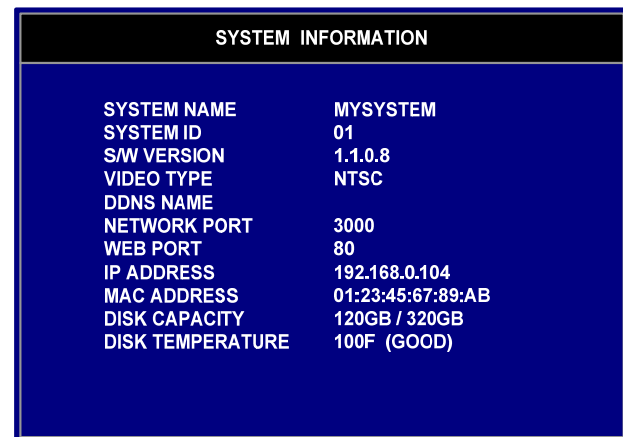 SYSTEM INFORMATION
SYSTEM NAME MYSYSTEM
SYSTEM ID 01
S/W VERSION 1.1.0.8
VIDEO TYPE NTSC
DDNS NAME
NETWORK PORT 3000
WEB PORT 80
IP ADDRESS 192.168.0.104
MAC ADDRESS 01:23:45:67:89:AB
DISK CAPACITY 120GB / 320GB
DISK TEMPERATURE 100F (GOOD)